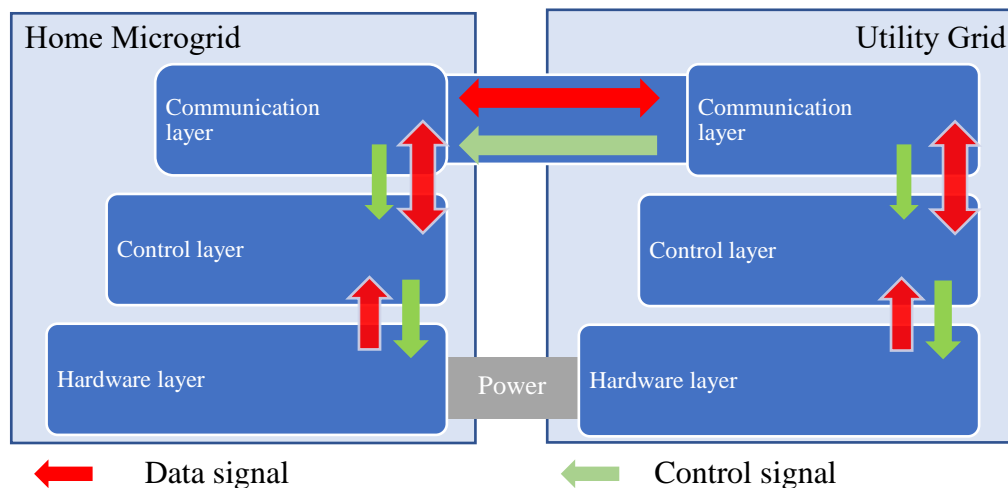 Home Microgrid
Utility Grid
Communication
layer
Communication
layer
Control layer
Control layer
Hardware layer
Power
Hardware layer
Data signal
Control signal